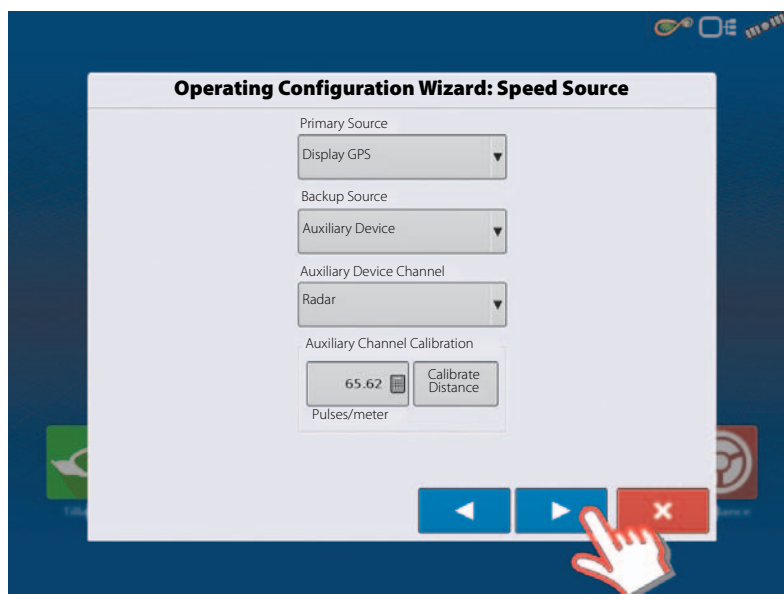 Operating Configuration Wizard: Speed Source
Primary Source
Display GPS
Backup Source
Auxiliary Device
Auxiliary Device Channel
Radar
Auxiliary Channel Calibration
65.62
Calibrate
Distance
Pulses/meter